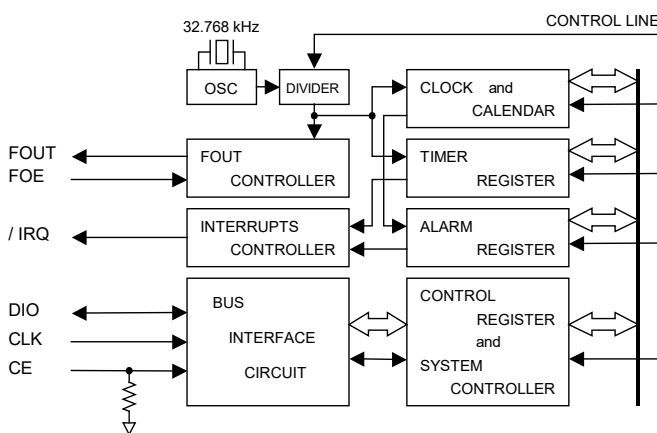 32.768 kHz
CONTROL LINE
OSC
DIVIDER
CLOCK and
CALENDAR
FOUT
FOE
FOUT
CONTROLLER
TIMER
REGISTER
/ IRQ
INTERRUPTS
CONTROLLER
ALARM
REGISTER
DIO
CLK
CE
BUS
INTERFACE
CIRCUIT
CONTROL
REGISTER
and
SYSTEM
CONTROLLER